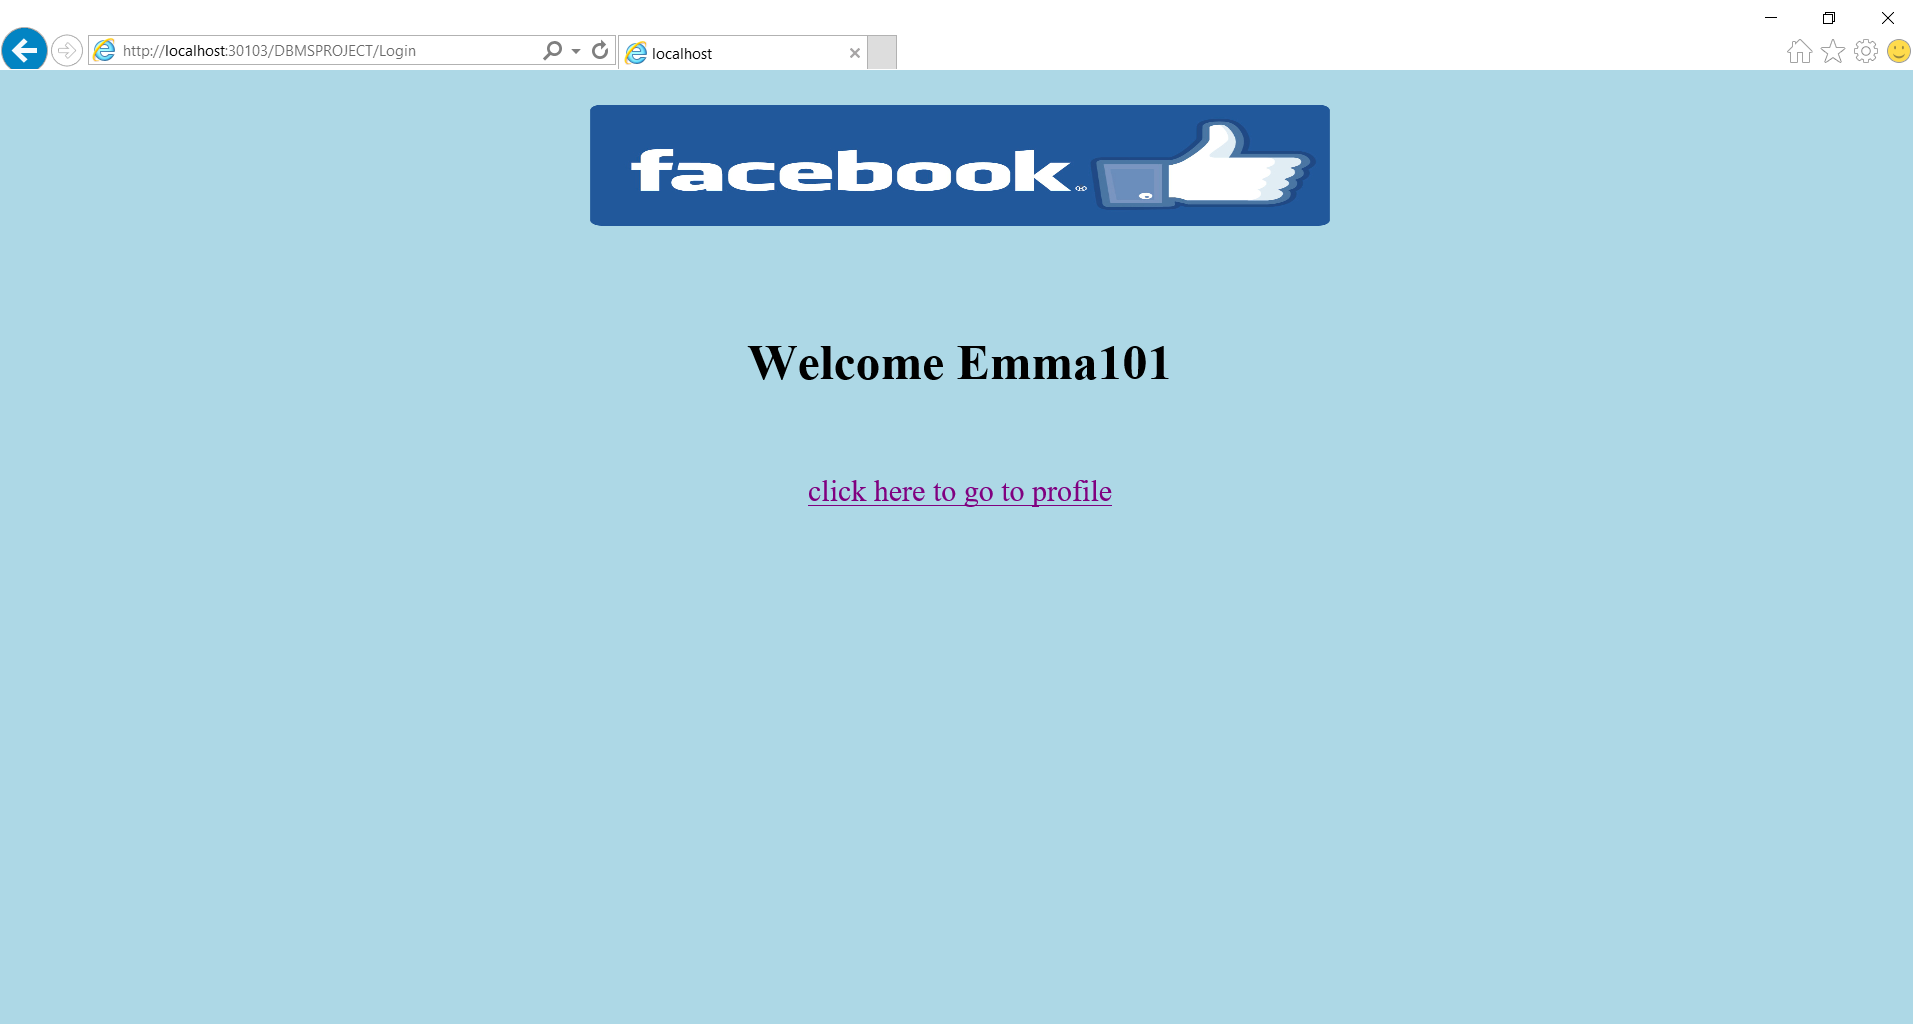 http://localhost:30103/DBMSPROJECT/Login
localhost
facebook
Welcome Emma101
click here to go to profile